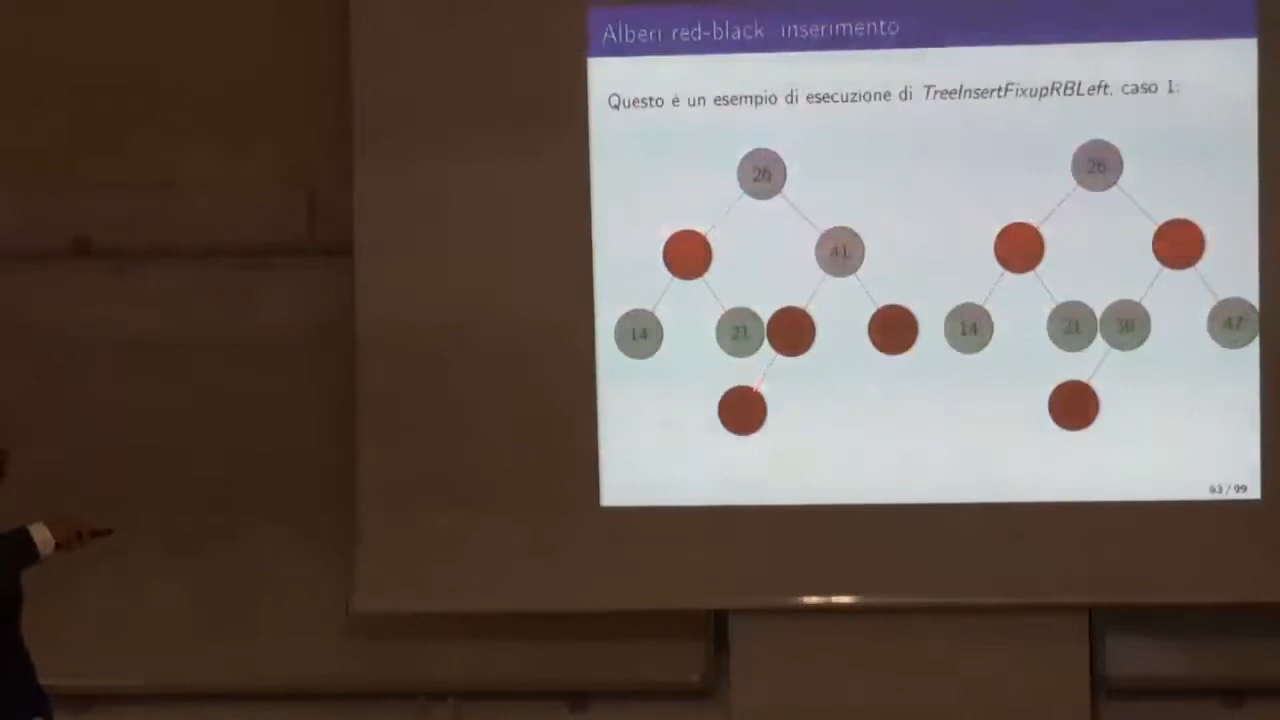 Alberi red-black inserimento
Questo è un esempio di esecuzione di TreeInsertFixupRBLeft, caso 1:
26 26
41
14 21 14 21 38 47
93 / 99